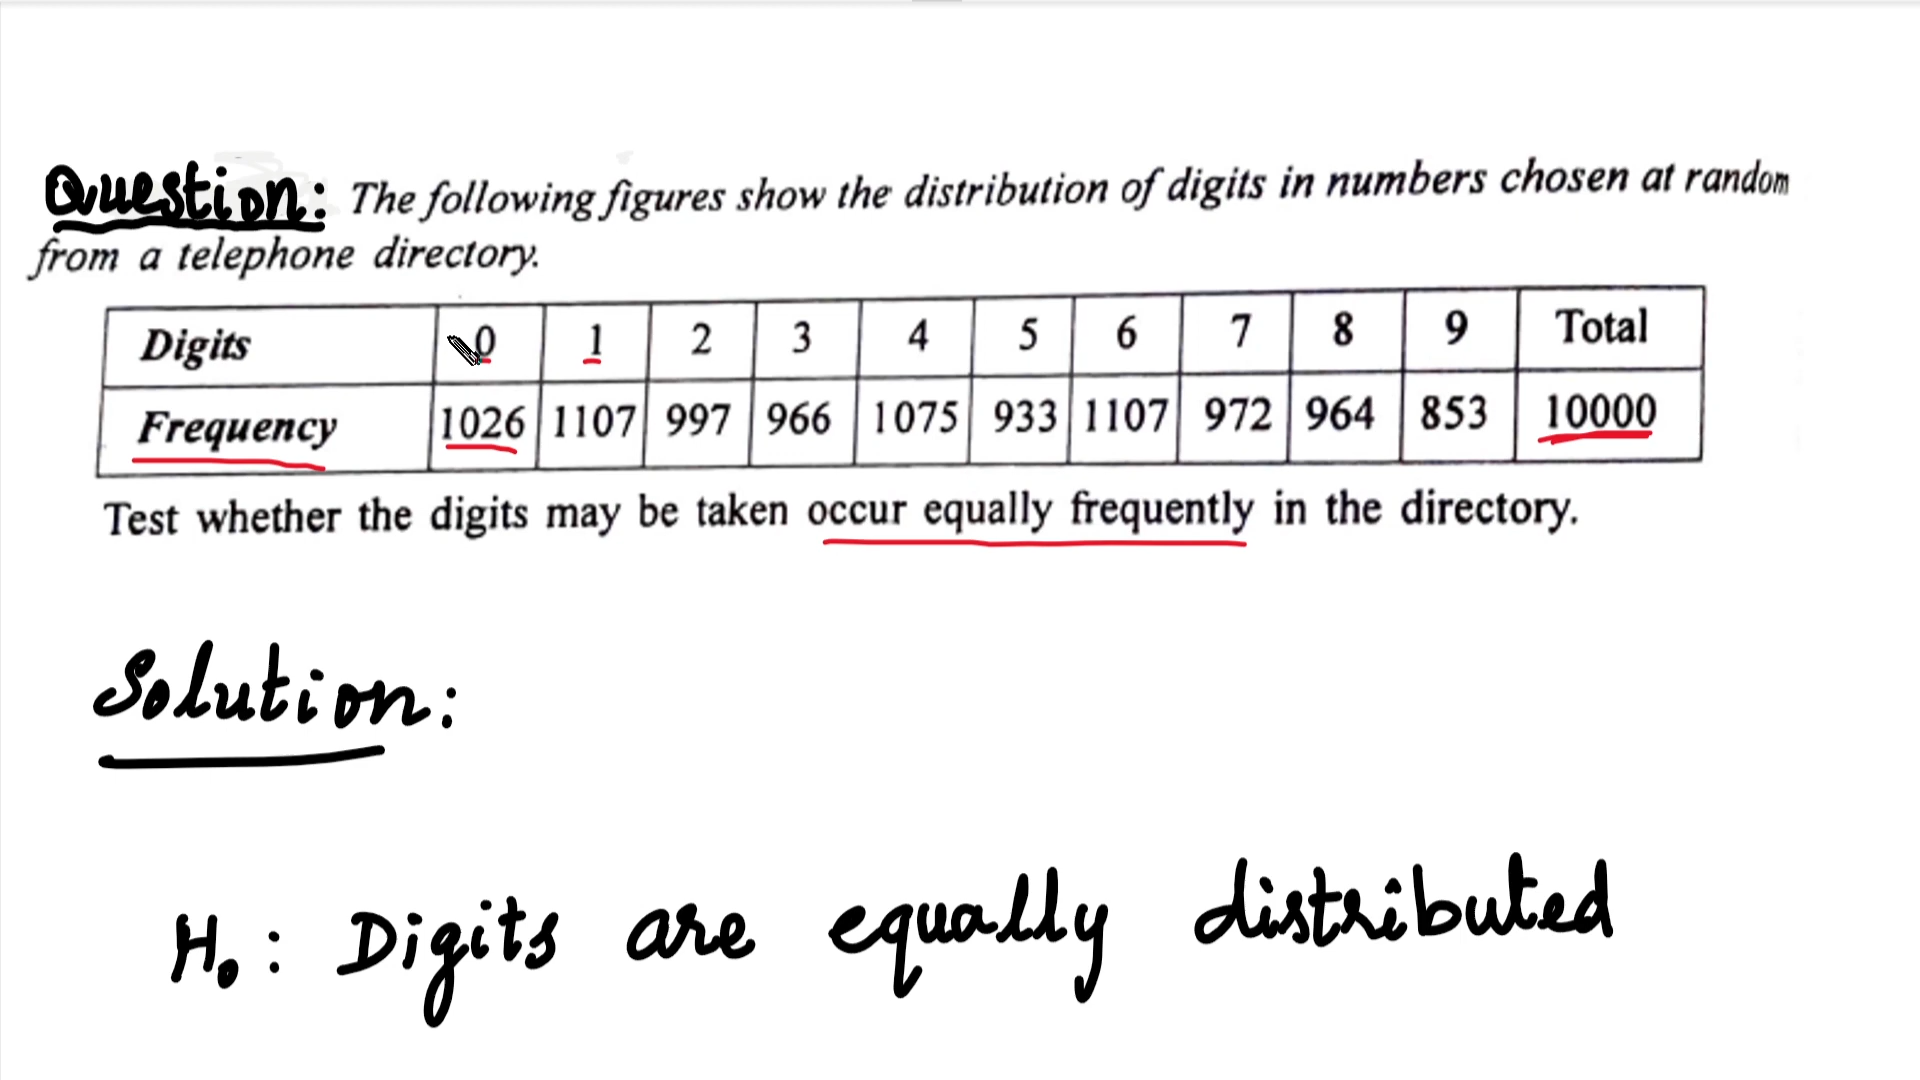 Question: The following figures show the distribution of digits in numbers chosen at random
from a telephone directory.
Digits 0 1 2 3 4 5 6 7 8 9 Total
Frequency 1026 1107 997 966 1075 933 1107 972 964 853 10000
Test whether the digits may be taken occur equally frequently in the directory.
Solution:
H₀: Digits are equally distributed